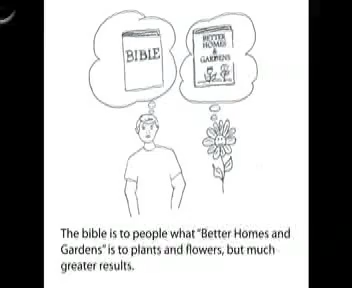 BIBLE
BETTER
HOMES
&
GARDENS
The bible is to people what “Better Homes and
Gardens” is to plants and flowers, but much
greater results.